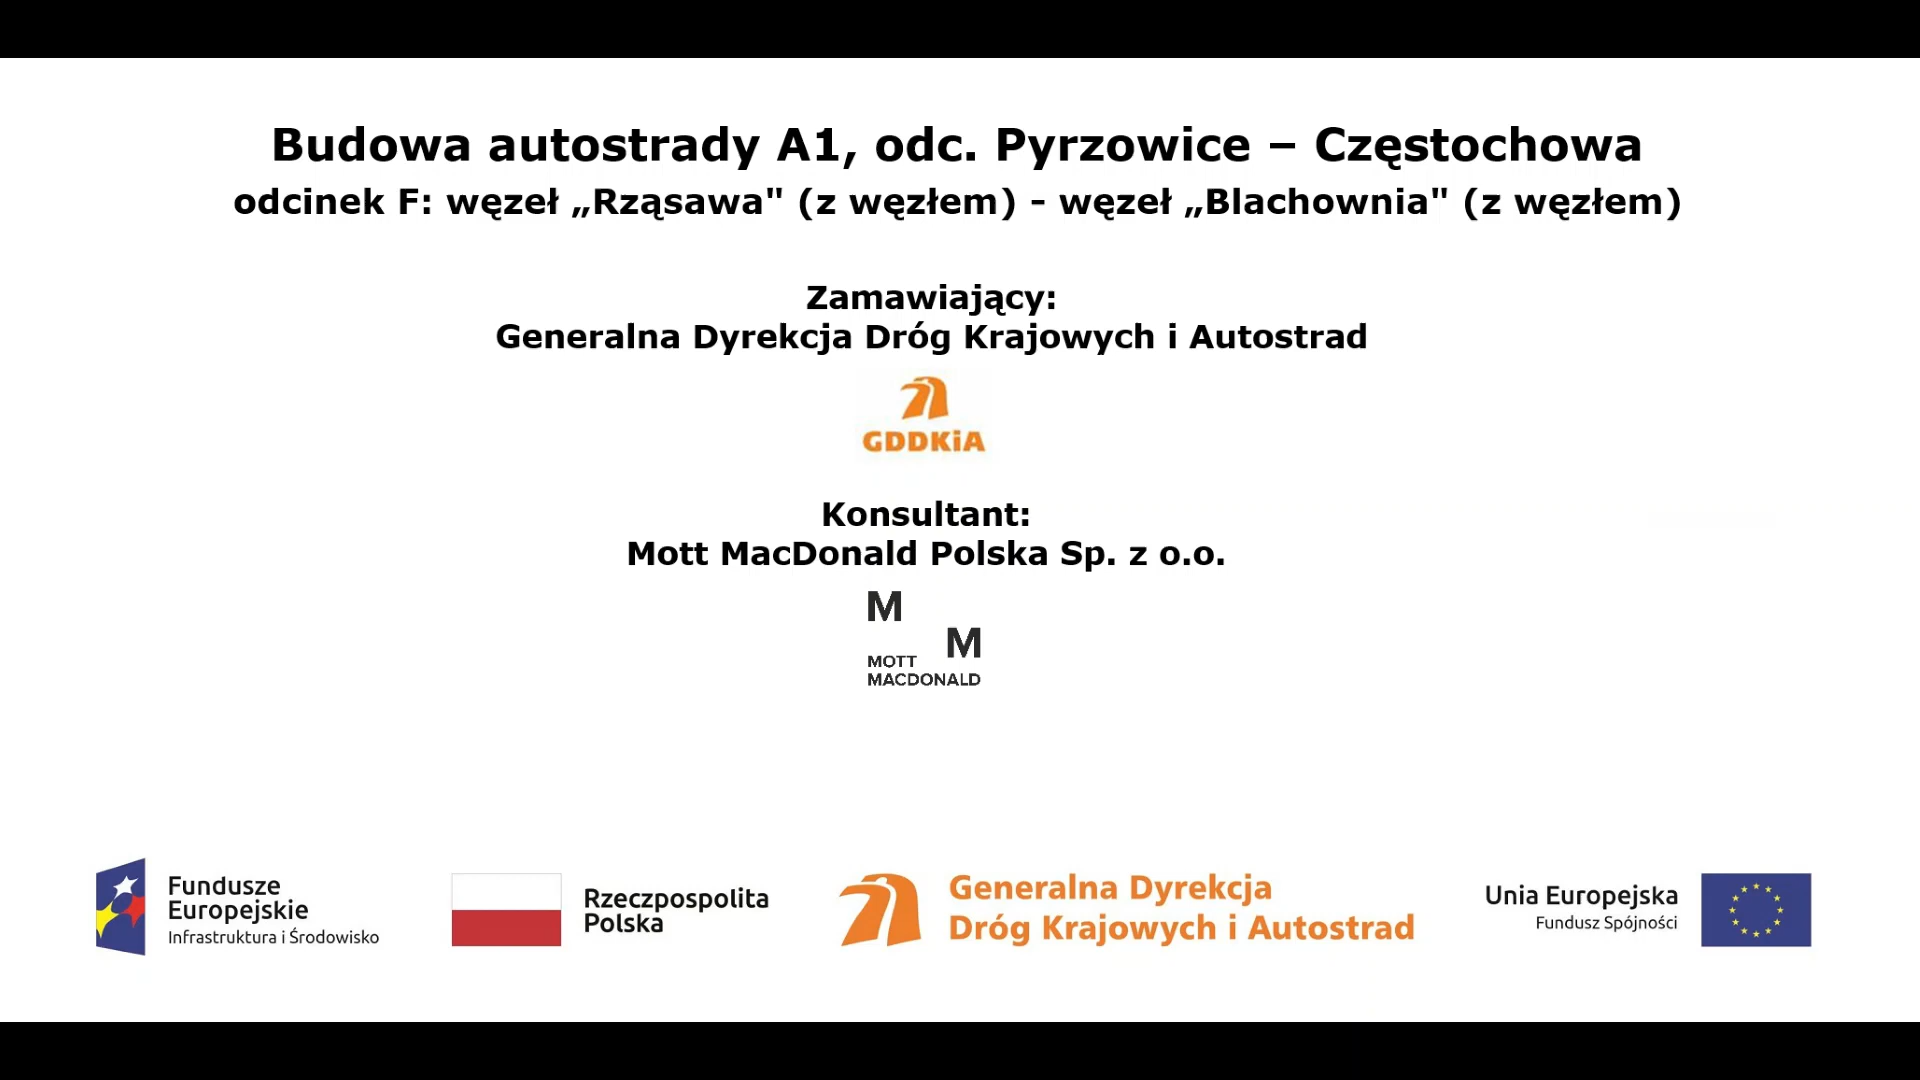 Budowa autostrady A1, odc. Pyrzowice – Częstochowa
odcinek F: węzeł „Rząsawa" (z węzłem) - węzeł „Blachownia" (z węzłem)
Zamawiający:
Generalna Dyrekcja Dróg Krajowych i Autostrad
GDDKiA
Konsultant:
Mott MacDonald Polska Sp. z o.o.
M
M
MOTT
MACDONALD
Fundusze
Europejskie
Infrastruktura i Środowisko
Rzeczpospolita
Polska
Generalna Dyrekcja
Dróg Krajowych i Autostrad
Unia Europejska
Fundusz Spójności